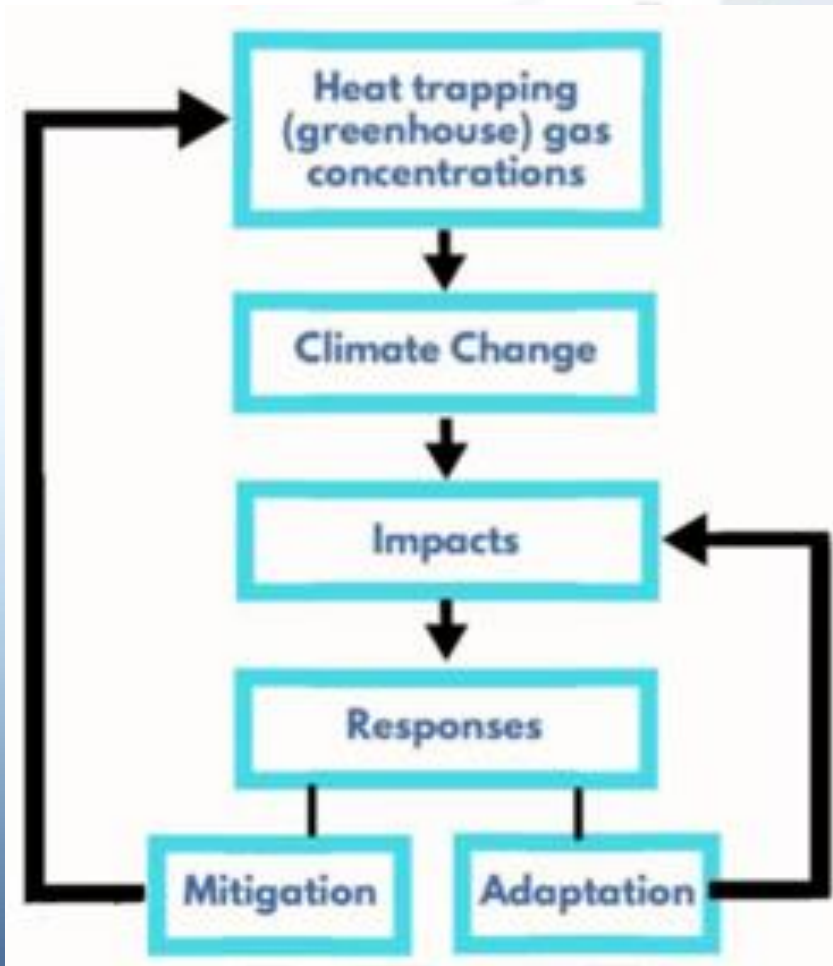 Heat trapping
(greenhouse) gas
concentrations
Climate Change
Impacts
Responses
Mitigation
Adaptation